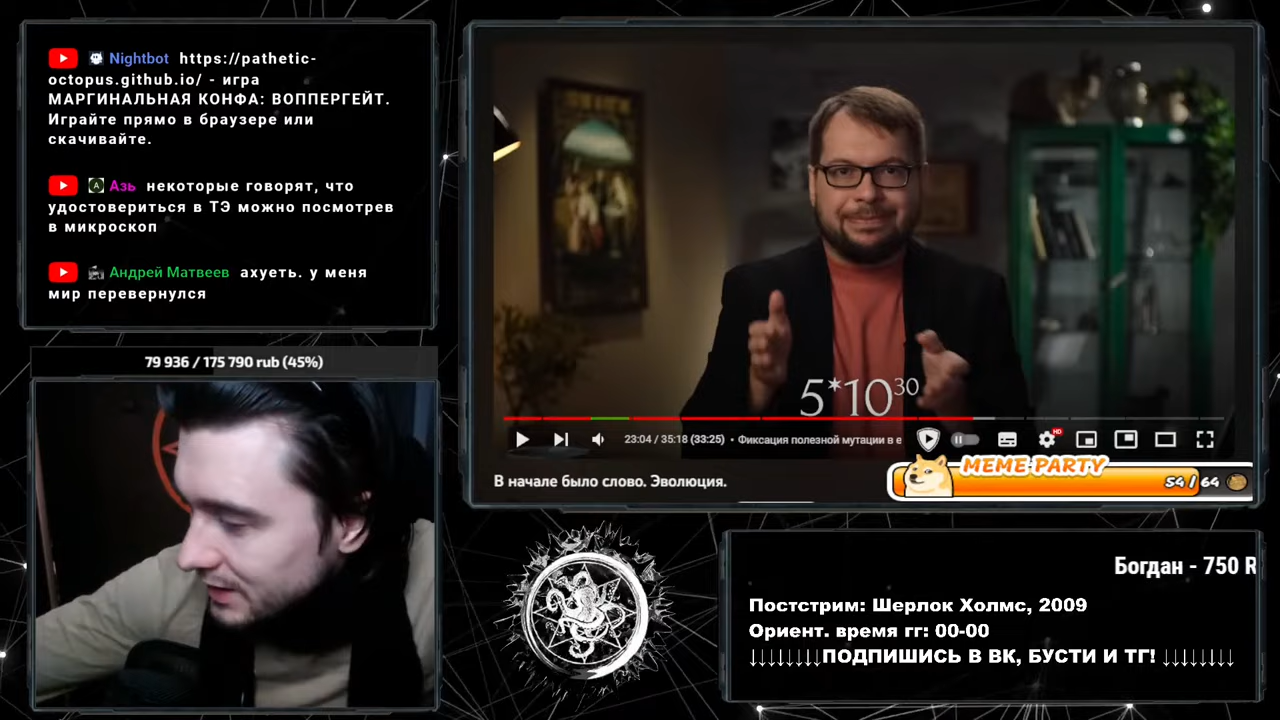 Nightbot https://pathetic-
octopus.github.io/ - игра
МАРГИНАЛЬНАЯ КОНФА: ВОППЕРГЕЙТ.
Играйте прямо в браузере или
скачивайте.
Азь некоторые говорят, что
удостовериться в ТЭ можно посмотрев
в микроскоп
Андрей Матвеев ахуеть. у меня
мир перевернулся
79 936 / 175 790 rub (45%)
5*10³⁰
23:04 / 35:18 (33:25) • Фиксация полезной мутации в е
HD
В начале было слово. Эволюция.
MEME PARTY
54 / 64
Богдан - 750 R
Постстрим: Шерлок Холмс, 2009
Ориент. время гг: 00-00
↓↓↓↓↓↓↓↓ПОДПИШИСЬ В ВК, БУСТИ И ТГ! ↓↓↓↓↓↓↓↓